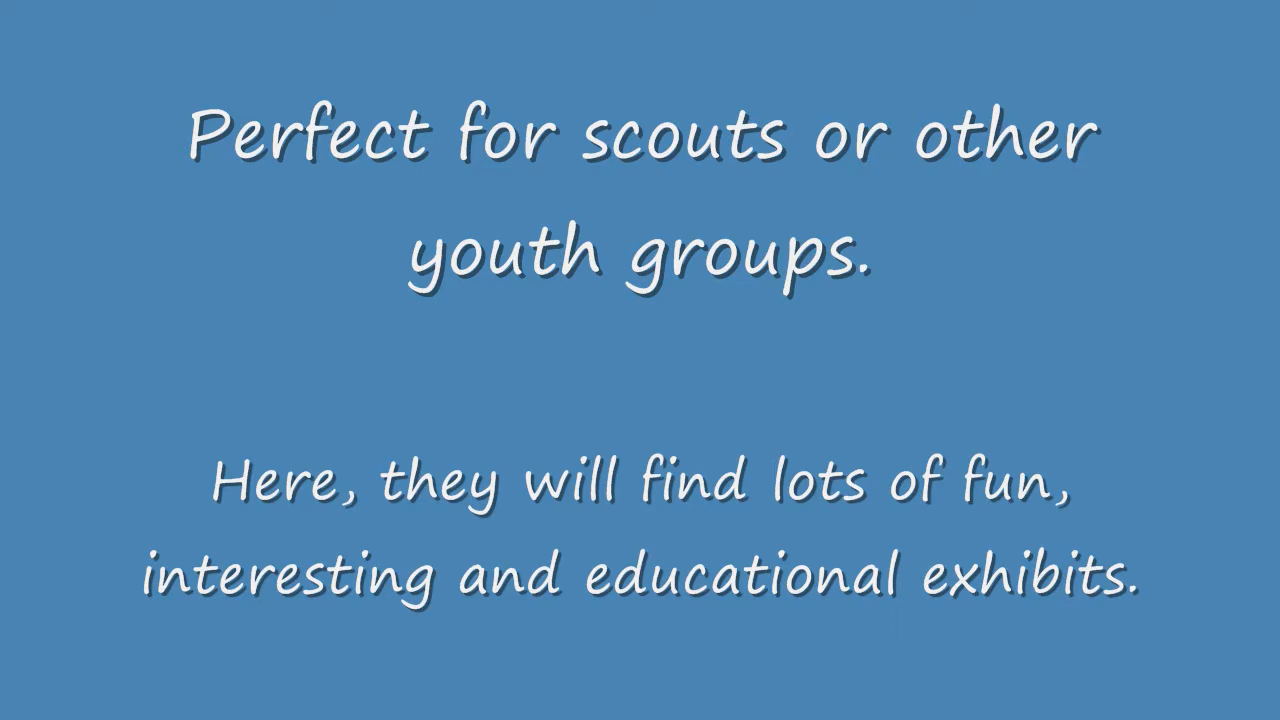 Perfect for scouts or other
youth groups.
Here, they will find lots of fun,
interesting and educational exhibits.